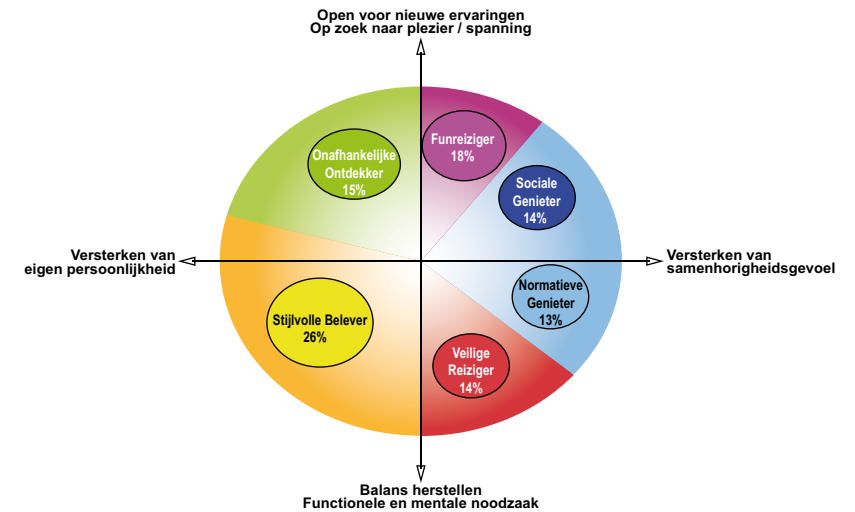 Open voor nieuwe ervaringen
Op zoek naar plezier / spanning
Funreiziger
18%
Onafhankelijke
Ontdekker
15%
Sociale
Genieter
14%
Versterken van
eigen persoonlijkheid
Versterken van
samenhorigheidsgevoel
Normatieve
Genieter
13%
Stijlvolle Belever
26%
Veilige
Reiziger
14%
Balans herstellen
Functionele en mentale noodzaak